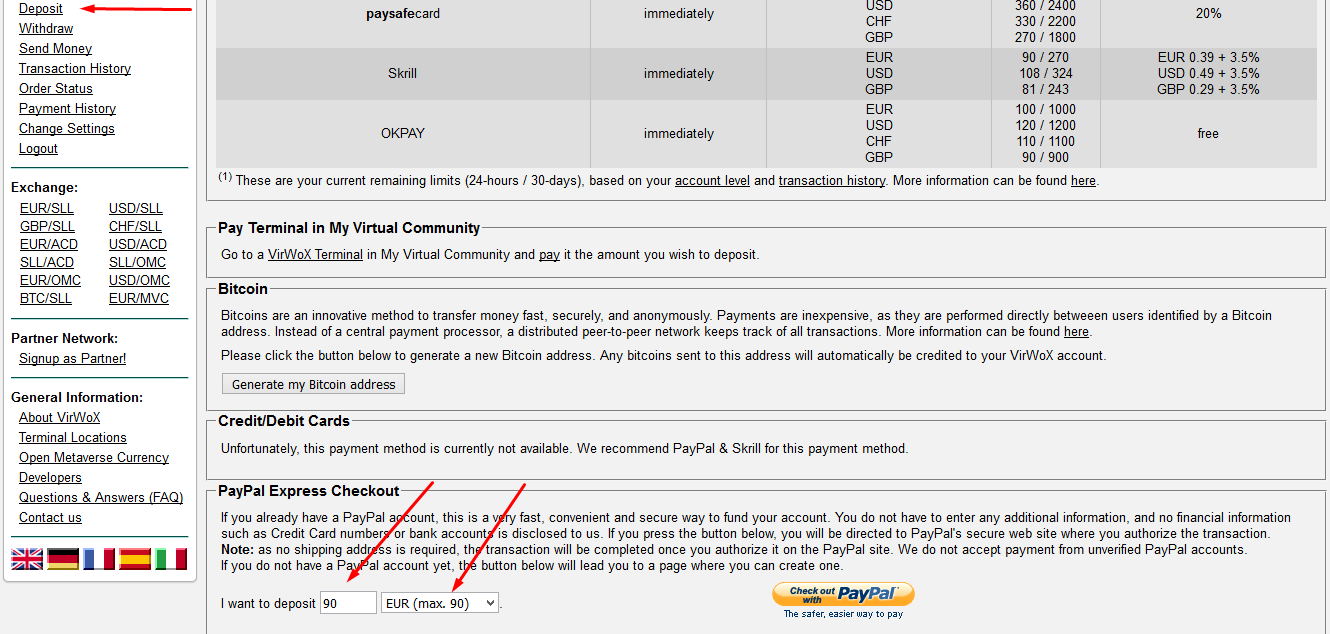 Deposit
Withdraw
Send Money
Transaction History
Order Status
Payment History
Change Settings
Logout
Exchange:
EUR/SLL USD/SLL
GBP/SLL CHF/SLL
EUR/ACD USD/ACD
SLL/ACD SLL/OMC
EUR/OMC USD/OMC
BTC/SLL EUR/MVC
Partner Network:
Signup as Partner!
General Information:
About VirWoX
Terminal Locations
Open Metaverse Currency
Developers
Questions & Answers (FAQ)
Contact us
paysafecard immediately USD 360 / 2400 20%
CHF 330 / 2200
GBP 270 / 1800
EUR 90 / 270 EUR 0.39 + 3.5%
Skrill immediately USD 108 / 324 USD 0.49 + 3.5%
GBP 81 / 243 GBP 0.29 + 3.5%
EUR 100 / 1000
OKPAY immediately USD 120 / 1200 free
CHF 110 / 1100
GBP 90 / 900
(1) These are your current remaining limits (24-hours / 30-days), based on your account level and transaction history. More information can be found here.
Pay Terminal in My Virtual Community
Go to a VirWoX Terminal in My Virtual Community and pay it the amount you wish to deposit.
Bitcoin
Bitcoins are an innovative method to transfer money fast, securely, and anonymously. Payments are inexpensive, as they are performed directly betweeen users identified by a Bitcoin
address. Instead of a central payment processor, a distributed peer-to-peer network keeps track of all transactions. More information can be found here.
Please click the button below to generate a new Bitcoin address. Any bitcoins sent to this address will automatically be credited to your VirWoX account.
Generate my Bitcoin address
Credit/Debit Cards
Unfortunately, this payment method is currently not available. We recommend PayPal & Skrill for this payment method.
PayPal Express Checkout
If you already have a PayPal account, this is a very fast, convenient and secure way to fund your account. You do not have to enter any additional information, and no financial information
such as Credit Card numbers or bank accounts is disclosed to us. If you press the button below, you will be directed to PayPal's secure web site where you authorize the transaction.
Note: as no shipping address is required, the transaction will be completed once you authorize it on the PayPal site. We do not accept payment from unverified PayPal accounts.
If you do not have a PayPal account yet, the button below will lead you to a page where you can create one.
I want to deposit 90 EUR (max. 90) .
Check out with PayPal
The safer, easier way to pay